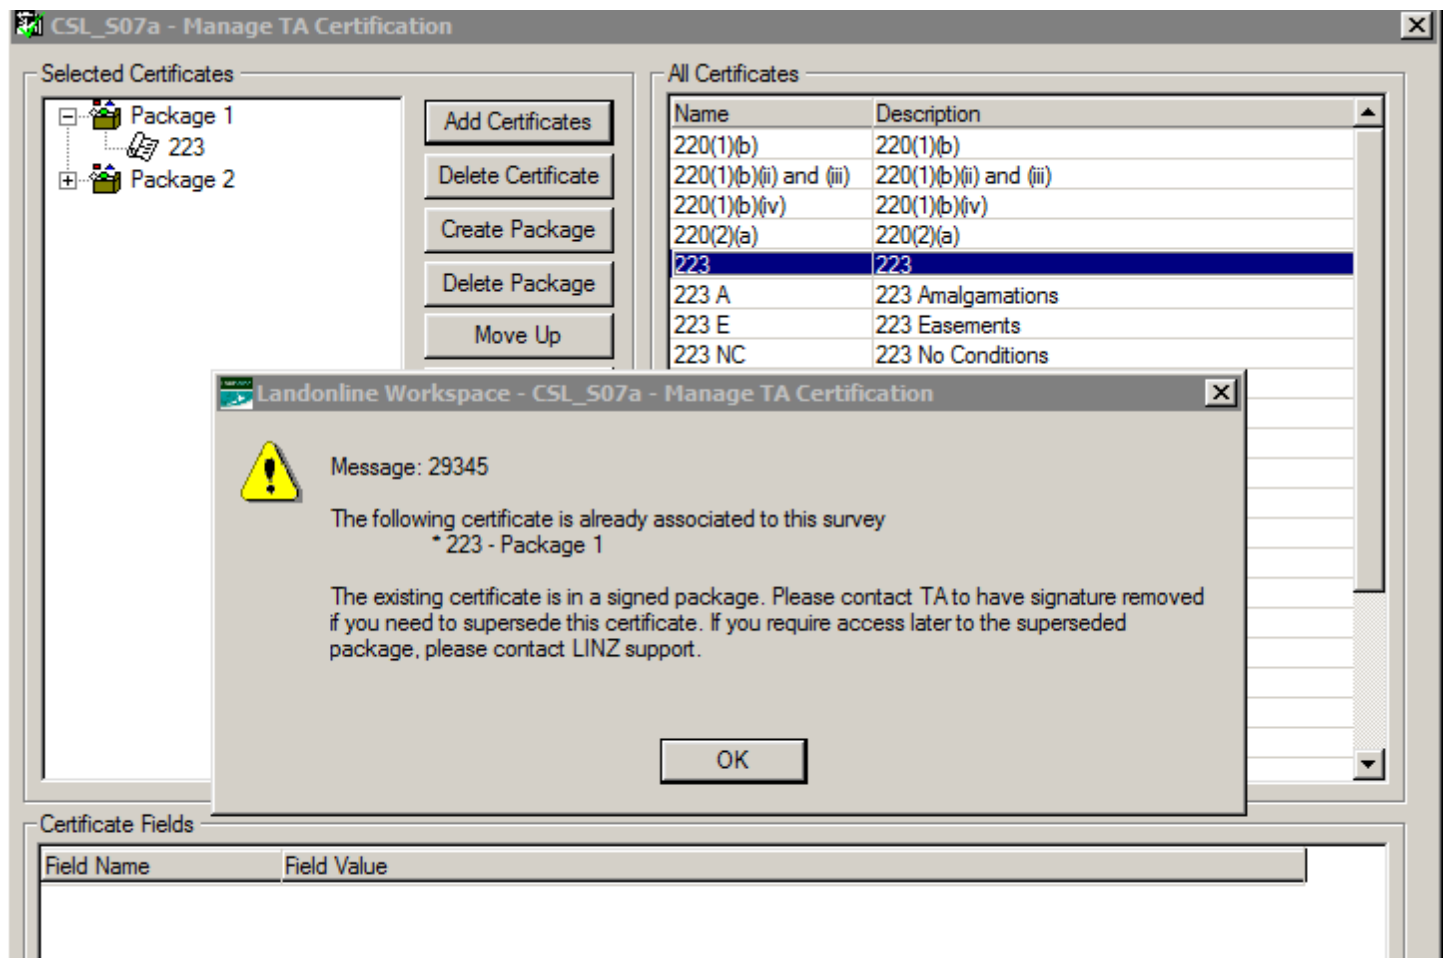 CSL_S07a - Manage TA Certification
Selected Certificates
Package 1
223
Package 2
Add Certificates
Delete Certificate
Create Package
Delete Package
Move Up
All Certificates
Name Description
220(1)(b) 220(1)(b)
220(1)(b)(ii) and (iii) 220(1)(b)(ii) and (iii)
220(1)(b)(iv) 220(1)(b)(iv)
220(2)(a) 220(2)(a)
223 223
223 A 223 Amalgamations
223 E 223 Easements
223 NC 223 No Conditions
Landonline Workspace - CSL_S07a - Manage TA Certification
Message: 29345
The following certificate is already associated to this survey
* 223 - Package 1
The existing certificate is in a signed package. Please contact TA to have signature removed
if you need to supersede this certificate. If you require access later to the superseded
package, please contact LINZ support.
OK
Certificate Fields
Field Name Field Value